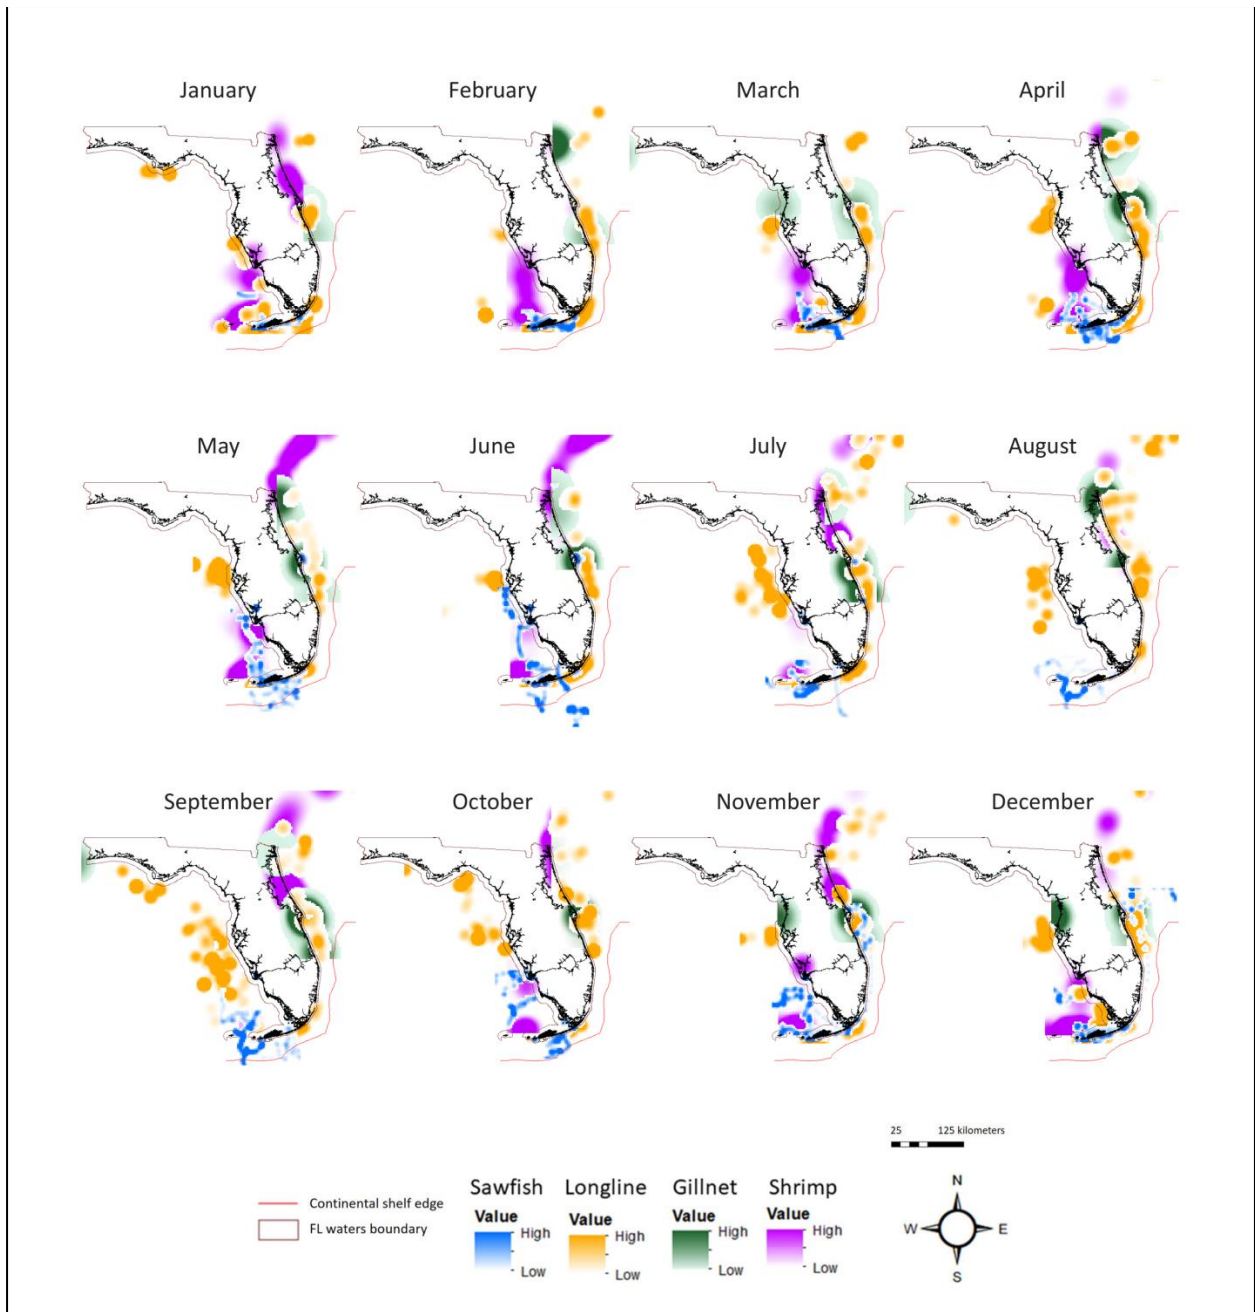 January February March April
May June July August
September October November December
25 125 kilometers
Continental shelf edge
FL waters boundary
Sawfish Longline Gillnet Shrimp
Value Value Value Value
High High High High
Low Low Low Low
N
W E
S